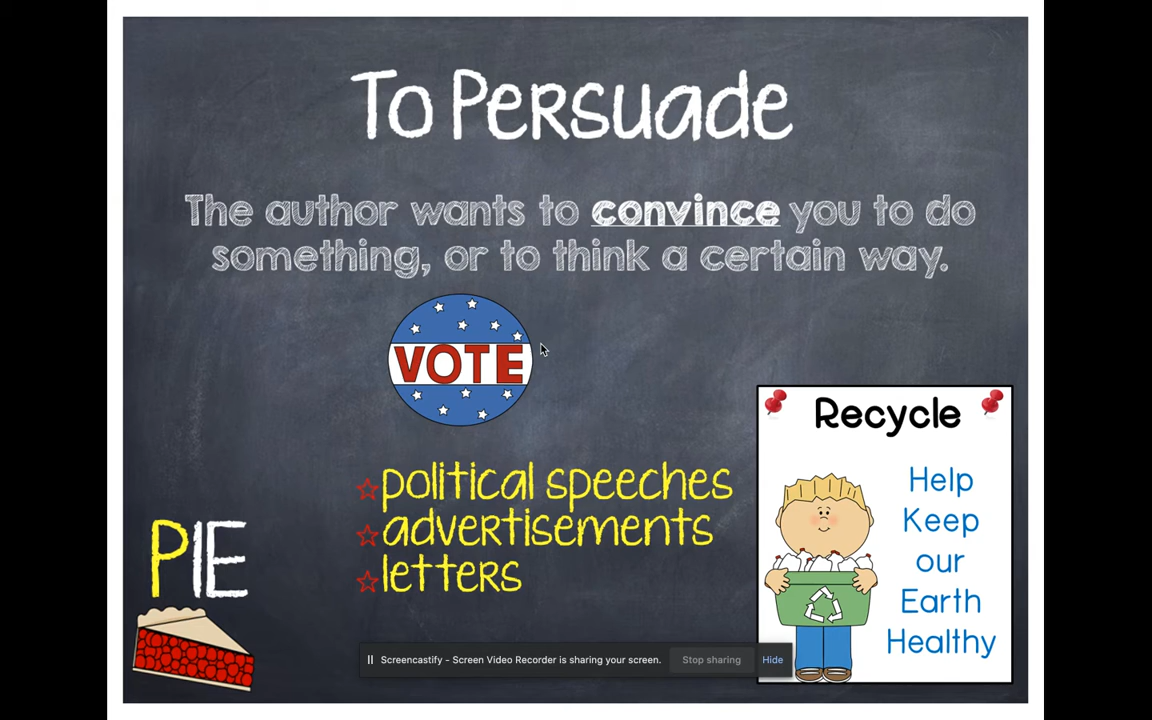 To Persuade
The author wants to convince you to do
something, or to think a certain way.
VOTE
political speeches
advertisements
letters
PIE
Recycle
Help
Keep
our
Earth
Healthy
Screencastify - Screen Video Recorder is sharing your screen. Stop sharing Hide